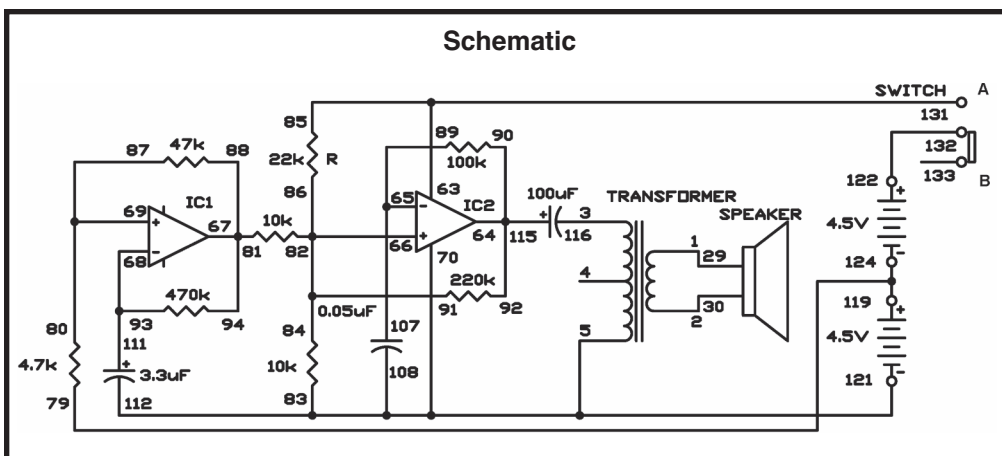 Schematic
SWITCH A
131
132
133
B
85
22k R
86
89 90
100k
87 47k 88
69 IC1
+
68 -
67
10k
81 82
65 -
66 +
63
IC2
64
70
100uF
+
115 116
TRANSFORMER
SPEAKER
3
4
5
1
29
30
2
122 +
4.5V
-
124
119 +
4.5V
-
121
470k
93 94
220k
91 92
0.05uF
107
108
80
4.7k
79
111
+
3.3uF
112
84
10k
83